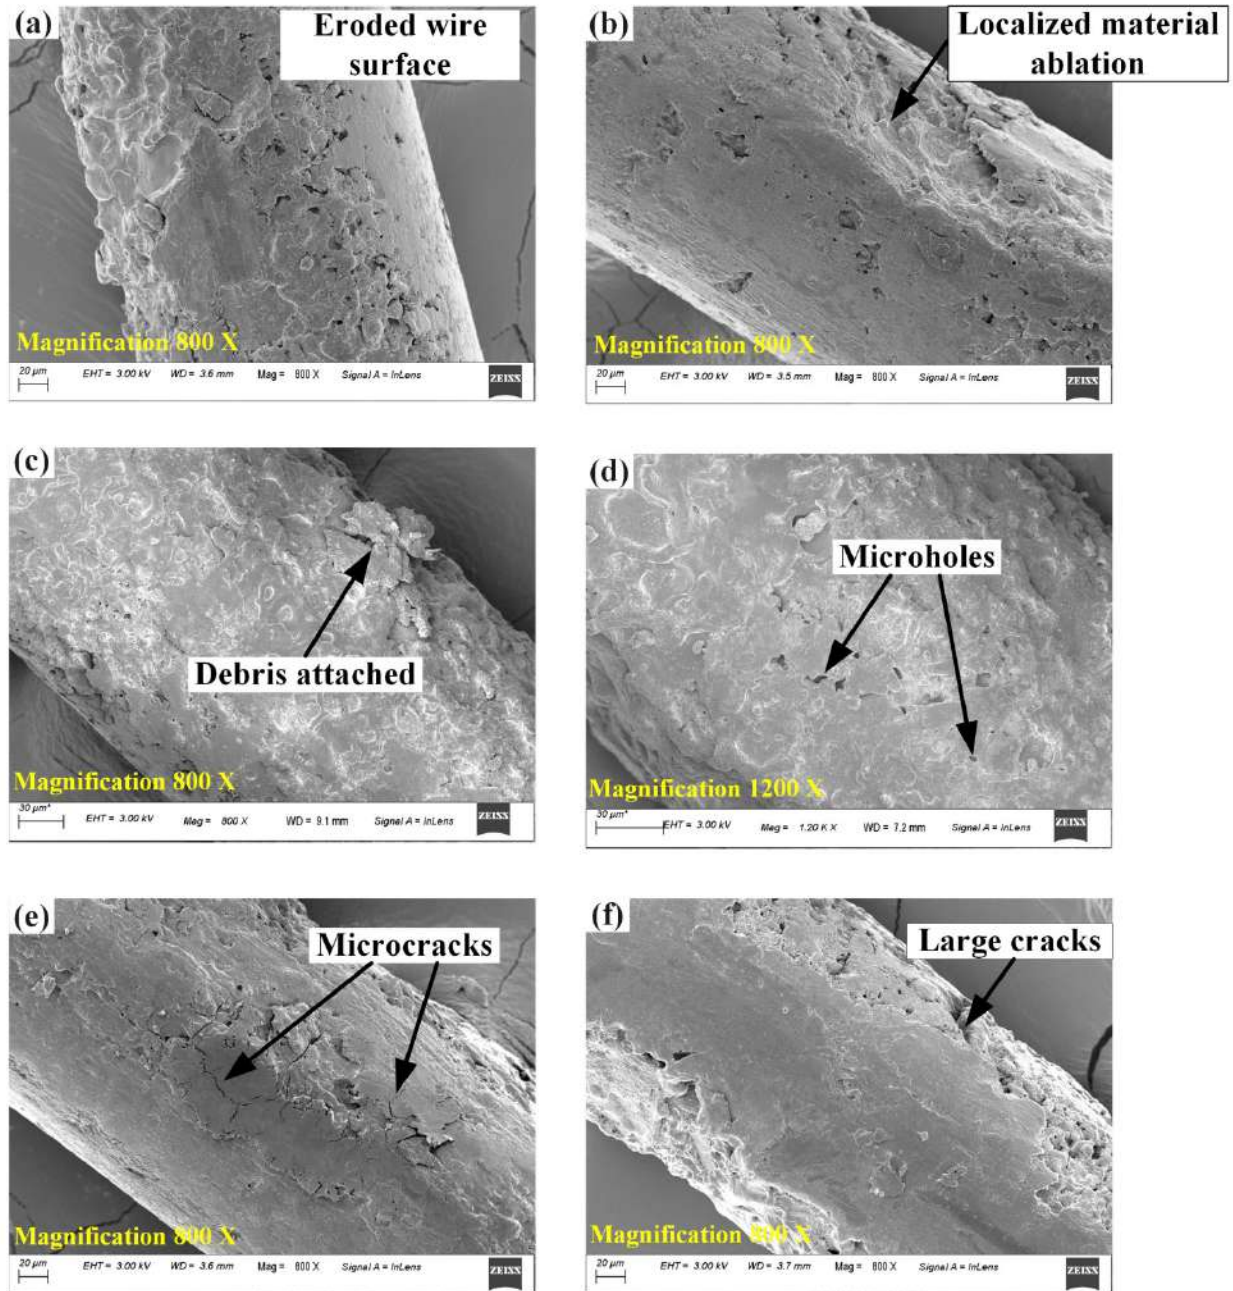 (a)
Eroded wire
surface
Magnification 800 X
20 µm
EHT = 3.00 kV WD = 3.6 mm Mag = 800 X Signal A = InLens
ZEISS
(b)
Localized material
ablation
Magnification 800 X
20 µm
EHT = 3.00 kV WD = 3.5 mm Mag = 800 X Signal A = InLens
ZEISS
(c)
Debris attached
Magnification 800 X
30 µm*
EHT = 3.00 kV Mag = 800 X WD = 9.1 mm Signal A = InLens
ZEISS
(d)
Microholes
Magnification 1200 X
30 µm*
EHT = 3.00 kV Mag = 1.20 K X WD = 7.2 mm Signal A = InLens
ZEISS
(e)
Microcracks
Magnification 800 X
20 µm
EHT = 3.00 kV WD = 3.6 mm Mag = 800 X Signal A = InLens
ZEISS
(f)
Large cracks
Magnification 800 X
20 µm
EHT = 3.00 kV WD = 3.7 mm Mag = 800 X Signal A = InLens
ZEISS